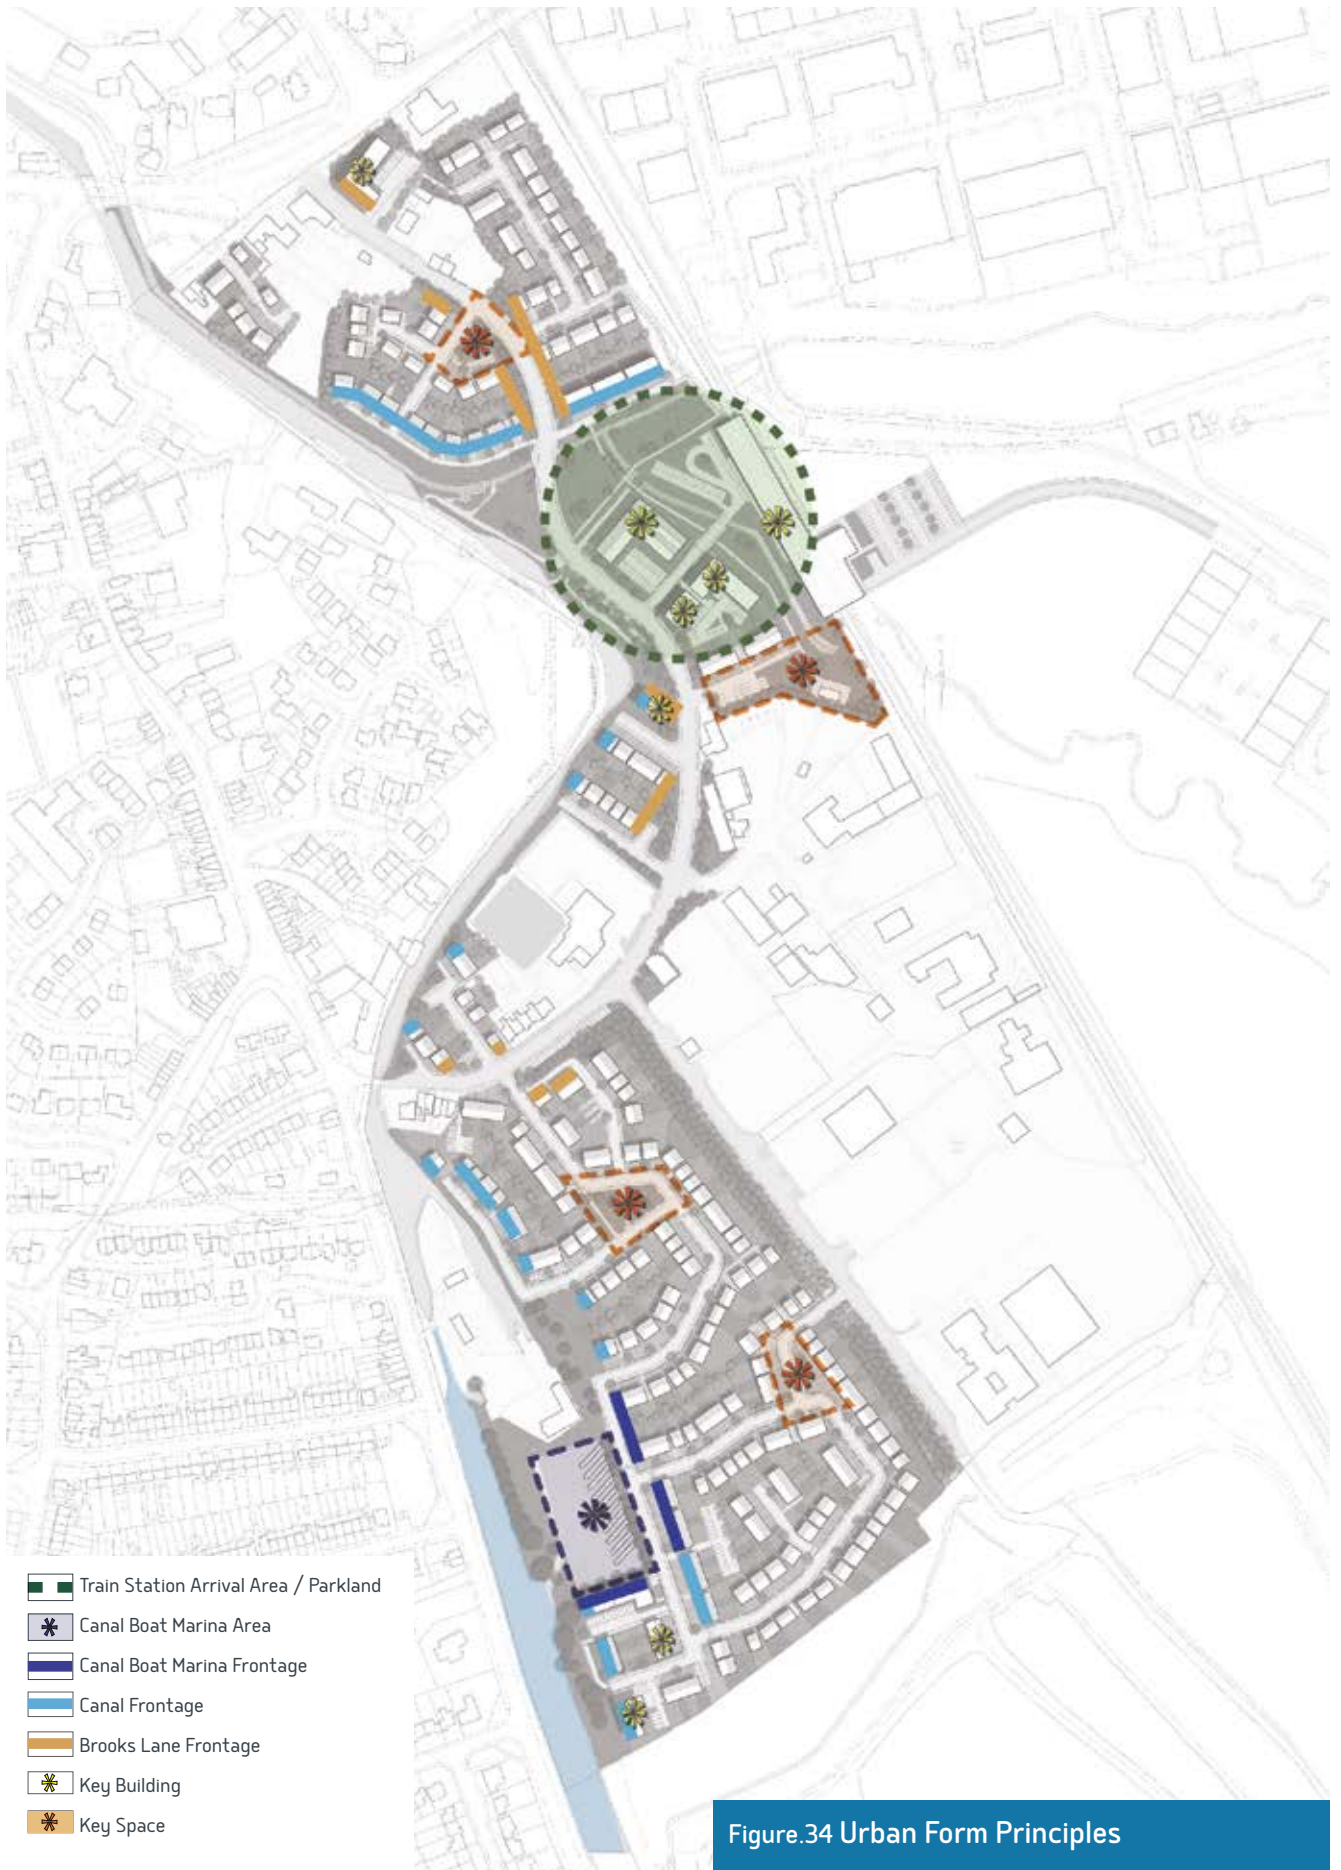 Train Station Arrival Area / Parkland
Canal Boat Marina Area
Canal Boat Marina Frontage
Canal Frontage
Brooks Lane Frontage
Key Building
Key Space
Figure.34 Urban Form Principles